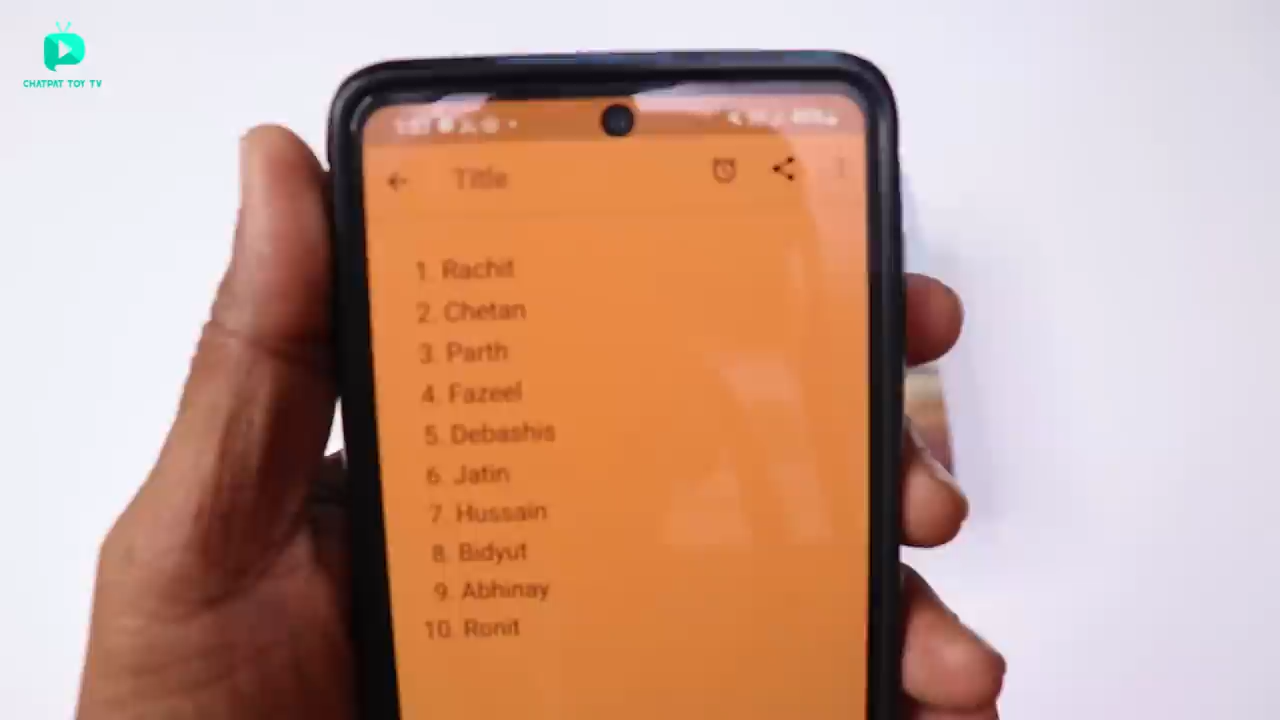 CHATPAT TOY TV
Title
1. Rachit
2. Chetan
3. Parth
4. Fazeel
5. Debashis
6. Jatin
7. Hussain
8. Bidyut
9. Abhinay
10. Ronit